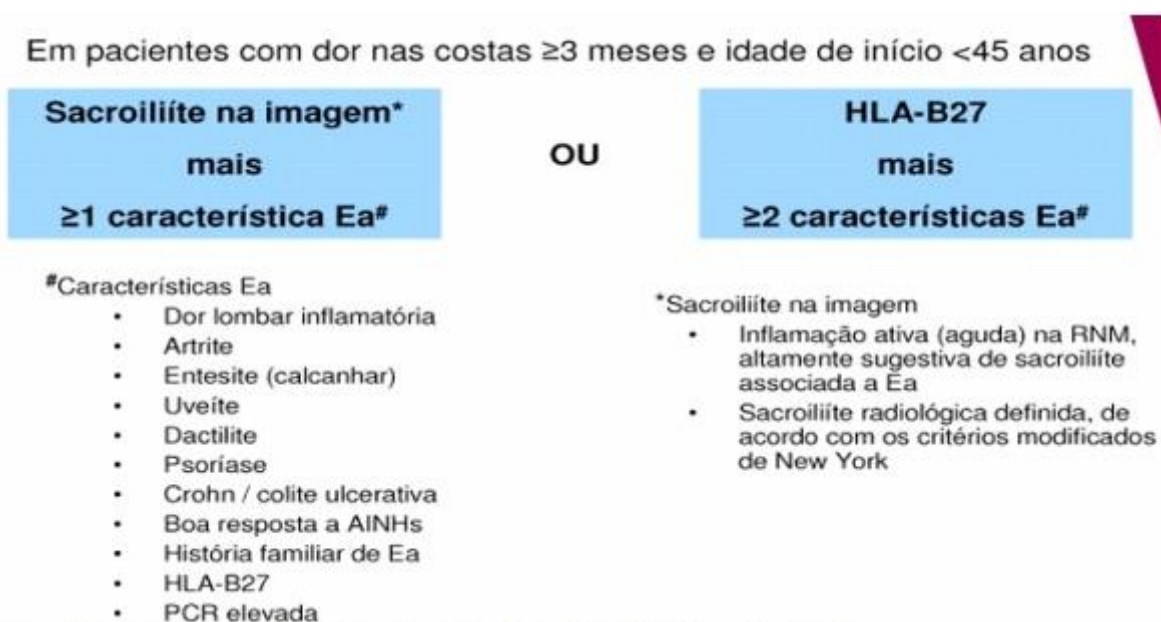 Em pacientes com dor nas costas ≥3 meses e idade de início <45 anos
Sacroiliíte na imagem*
mais
≥1 característica Ea#
OU
HLA-B27
mais
≥2 características Ea#
#Características Ea
• Dor lombar inflamatória
• Artrite
• Entesite (calcanhar)
• Uveíte
• Dactilite
• Psoríase
• Crohn / colite ulcerativa
• Boa resposta a AINHs
• História familiar de Ea
• HLA-B27
• PCR elevada
*Sacroiliíte na imagem
• Inflamação ativa (aguda) na RNM,
altamente sugestiva de sacroiliíte
associada a Ea
• Sacroiliíte radiológica definida, de
acordo com os critérios modificados
de New York